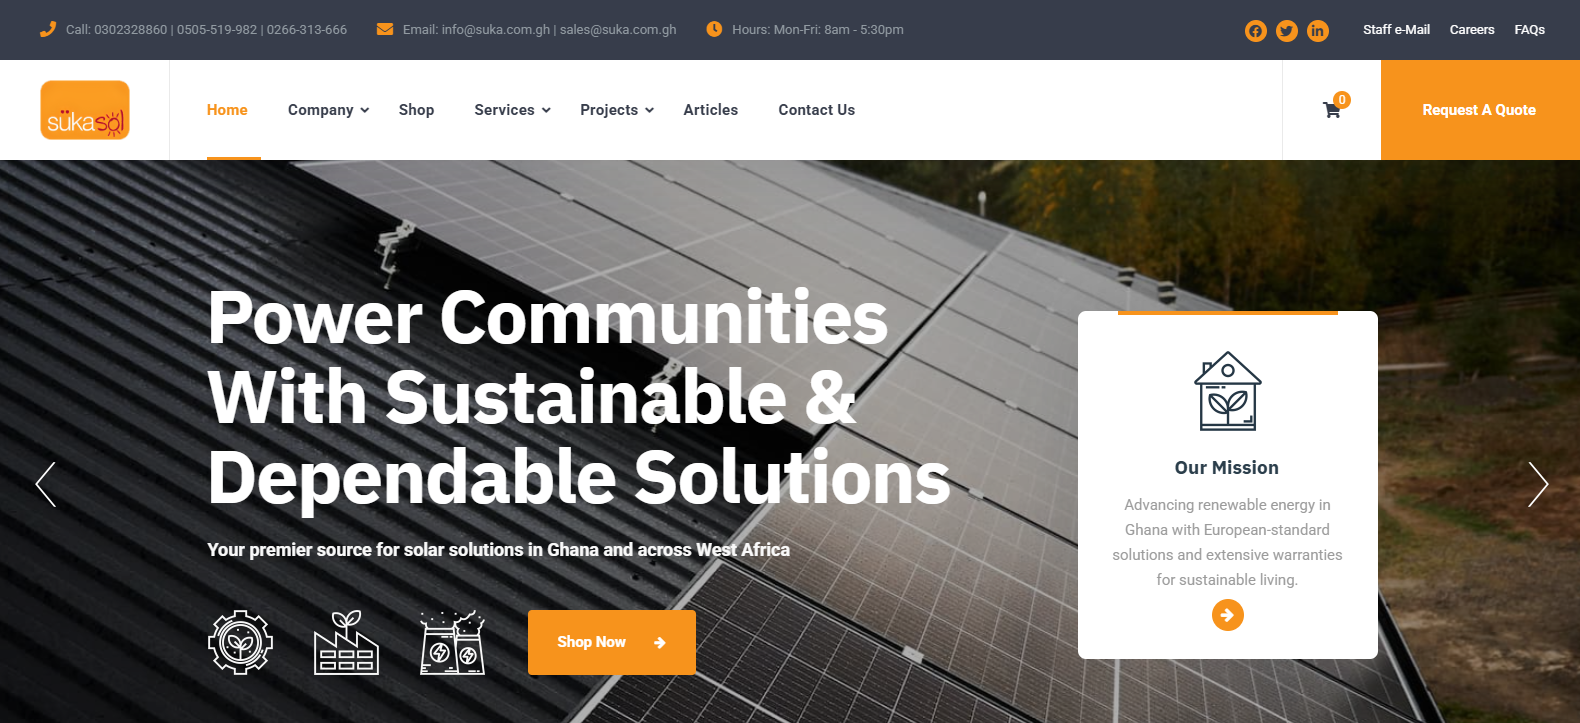 Call: 0302328860 | 0505-519-982 | 0266-313-666
Email: info@suka.com.gh | sales@suka.com.gh
Hours: Mon-Fri: 8am - 5:30pm
Staff e-Mail
Careers
FAQs
sükasol
Home
Company
Shop
Services
Projects
Articles
Contact Us
0
Request A Quote
Power Communities
With Sustainable &
Dependable Solutions
Your premier source for solar solutions in Ghana and across West Africa
Shop Now
Our Mission
Advancing renewable energy in
Ghana with European-standard
solutions and extensive warranties
for sustainable living.